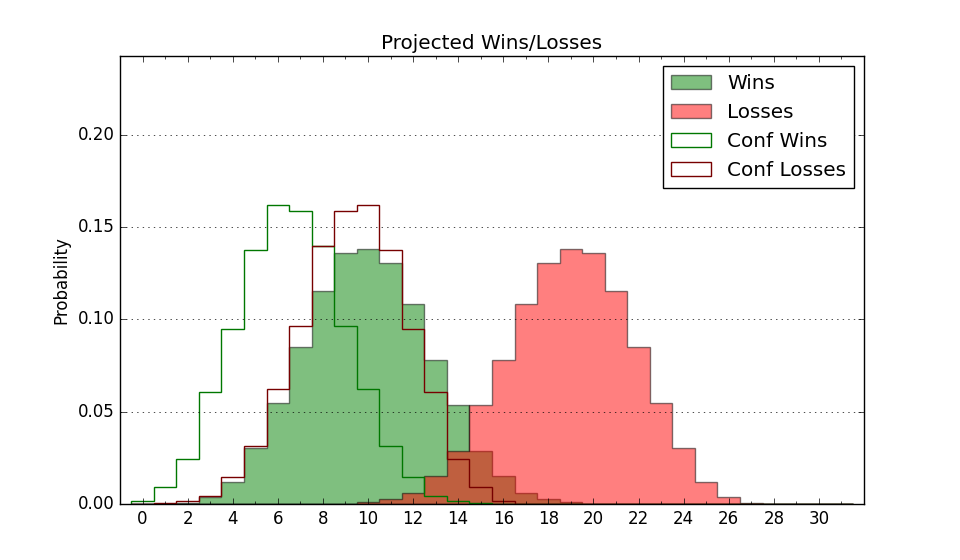 Projected Wins/Losses
Wins
Losses
Conf Wins
Conf Losses
Probability
0.20
0.15
0.10
0.05
0.00
0 2 4 6 8 10 12 14 16 18 20 22 24 26 28 30